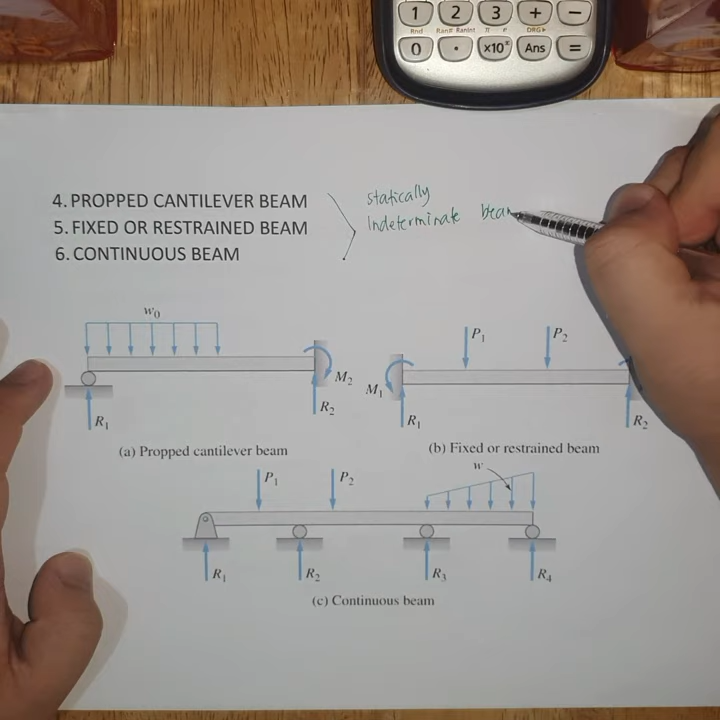 1 2 3 + −
Rnd Ran# RanInt π e DRG▸
0 · ×10ˣ Ans =
4. PROPPED CANTILEVER BEAM
5. FIXED OR RESTRAINED BEAM
6. CONTINUOUS BEAM
statically
Indeterminate beam
w₀
M₂
R₁
R₂
(a) Propped cantilever beam
P₁ P₂
M₁
R₁ R₂
(b) Fixed or restrained beam
P₁ P₂ w
R₁ R₂ R₃ R₄
(c) Continuous beam